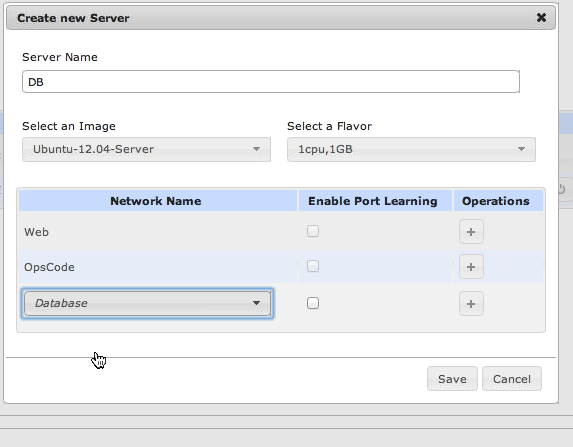 Create new Server
Server Name
DB
Select an Image Select a Flavor
Ubuntu-12.04-Server 1cpu,1GB
Network Name Enable Port Learning Operations
Web
OpsCode
Database
Save Cancel